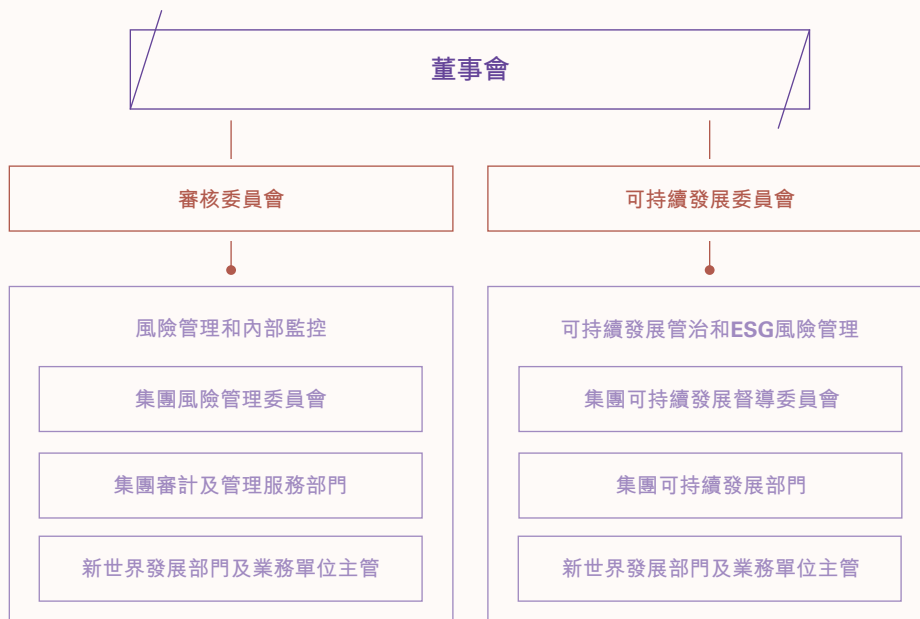 董事會
審核委員會
可持續發展委員會
風險管理和內部監控
集團風險管理委員會
集團審計及管理服務部門
新世界發展部門及業務單位主管
可持續發展管治和ESG風險管理
集團可持續發展督導委員會
集團可持續發展部門
新世界發展部門及業務單位主管